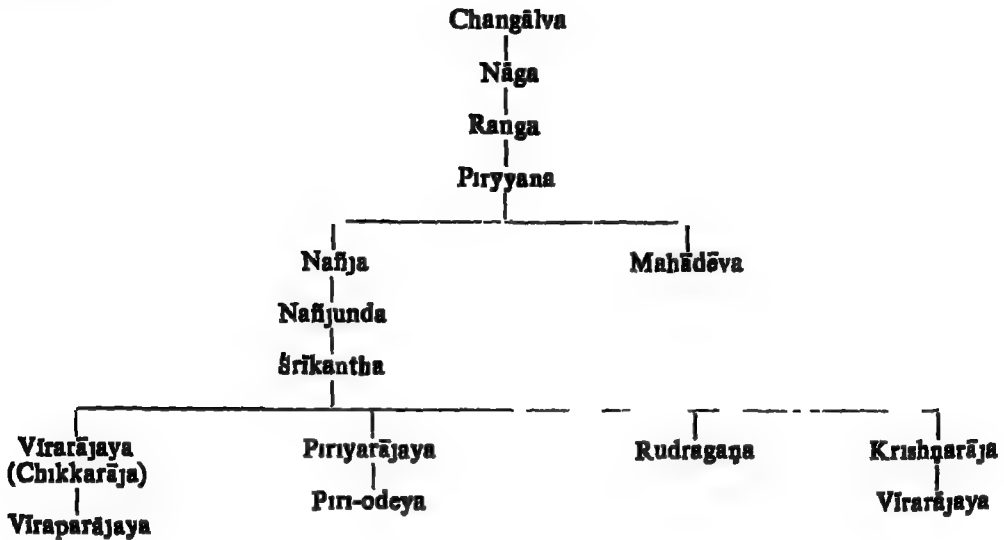 Changālva
Nāga
Ranga
Piryyana
Nañja Mahādēva
Nañjunda
Śrīkantha
Vīrarājaya Piriyarājaya Rudragaṇa Krishṇarāja
(Chikkarāja) Piri-odeya Vīrarājaya
Vīraparājaya